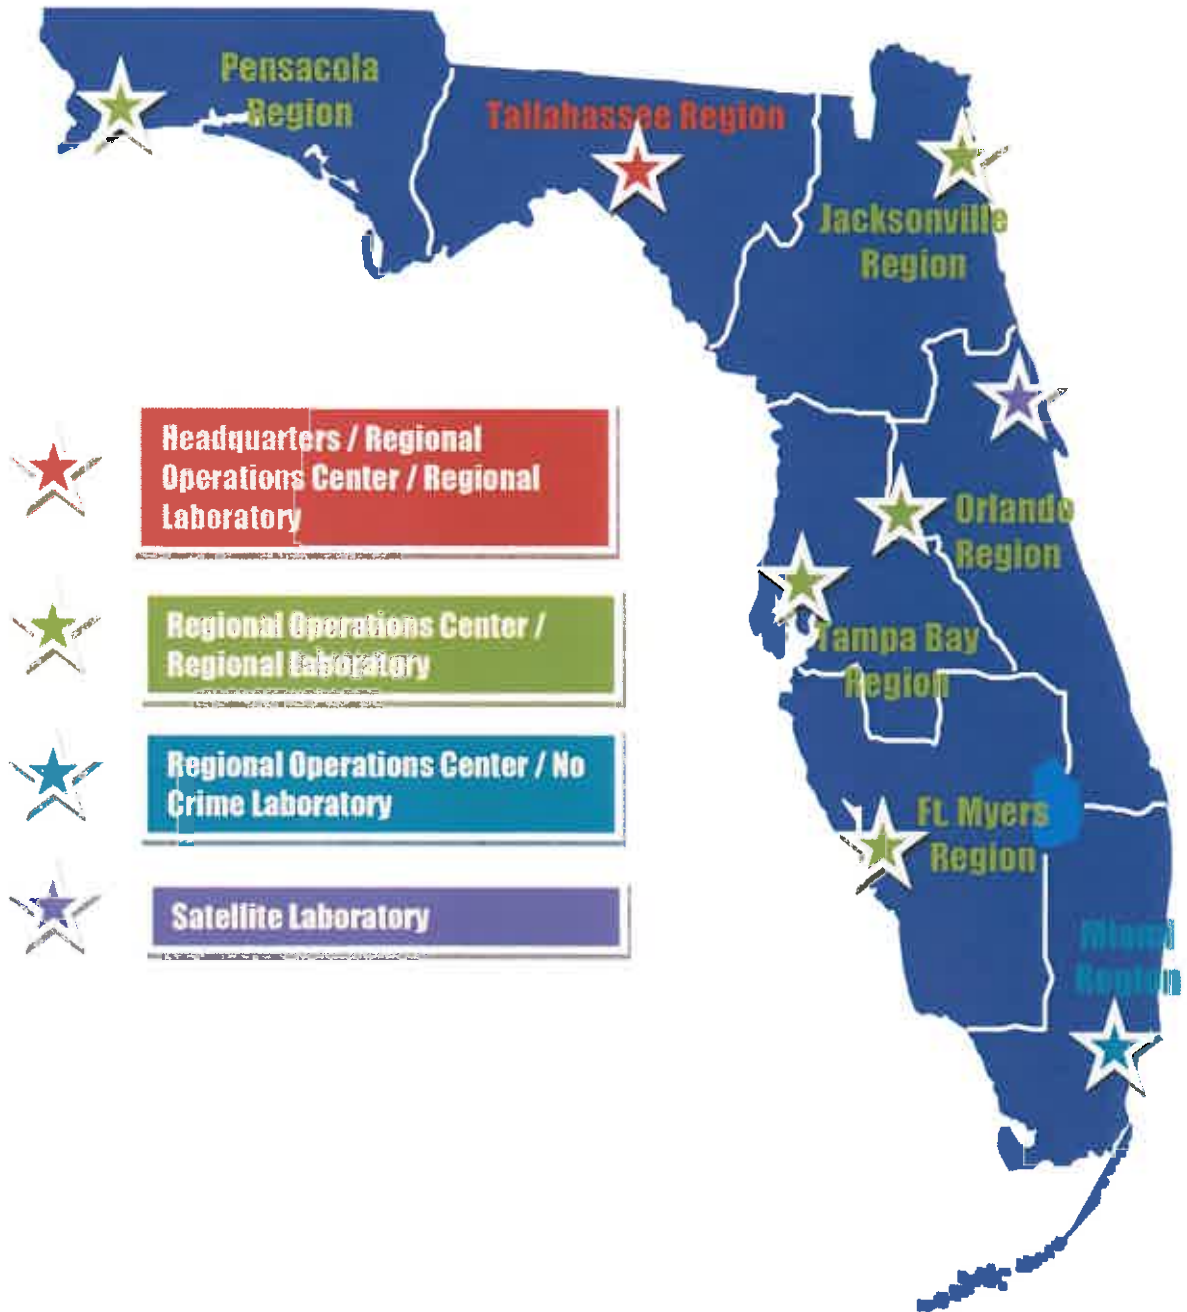 Pensacola
Region
Tallahassee Region
Jacksonville
Region
Headquarters / Regional
Operations Center / Regional
Laboratory
Orlando
Region
Regional Operations Center /
Regional Laboratory
Tampa Bay
Region
Regional Operations Center / No
Crime Laboratory
Ft. Myers
Region
Satellite Laboratory
Miami
Region